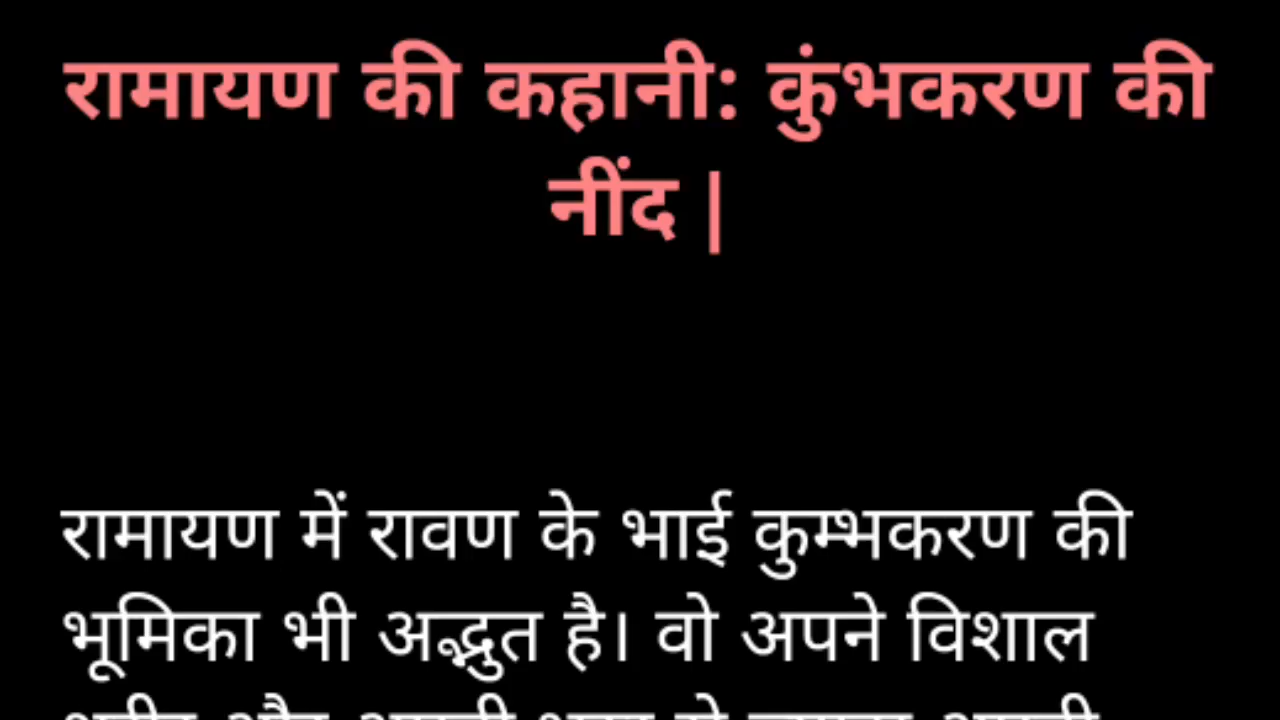 रामायण की कहानी: कुंभकरण की
नींद |
रामायण में रावण के भाई कुम्भकरण की
भूमिका भी अद्भुत है। वो अपने विशाल